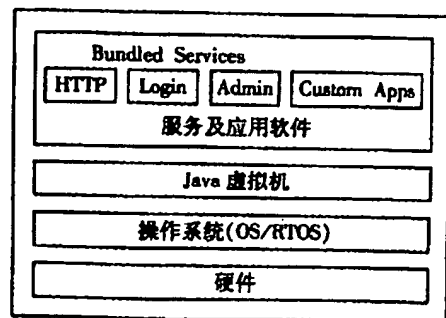 Bundled Services
HTTP Login Admin Custom Apps
服务及应用软件
Java 虚拟机
操作系统(OS/RTOS)
硬件